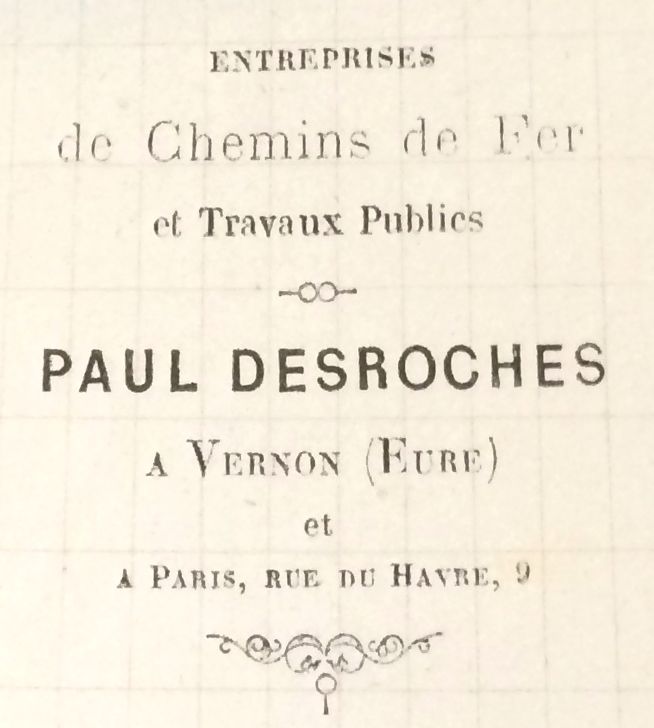 ENTREPRISES
de Chemins de Fer
et Travaux Publics
PAUL DESROCHES
A VERNON (EURE)
et
A PARIS, RUE DU HAVRE, 9